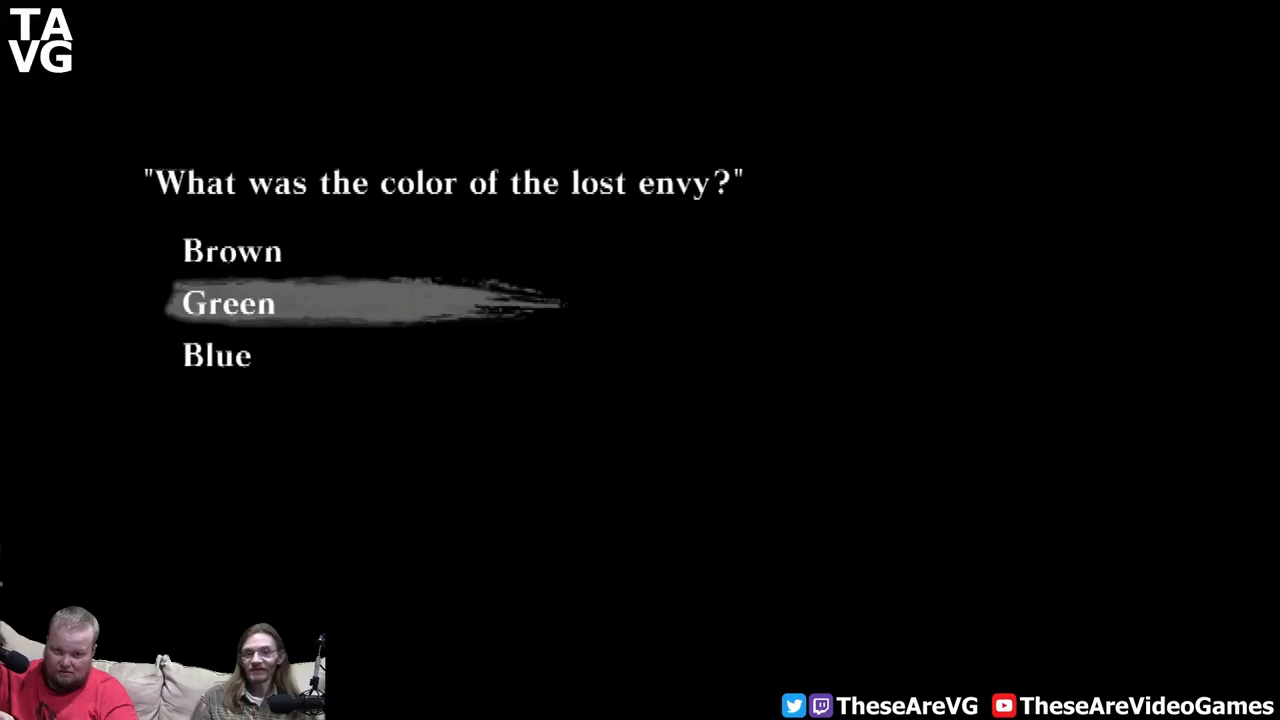 TA
VG
"What was the color of the lost envy?"
Brown
Green
Blue
TheseAreVG TheseAreVideoGames